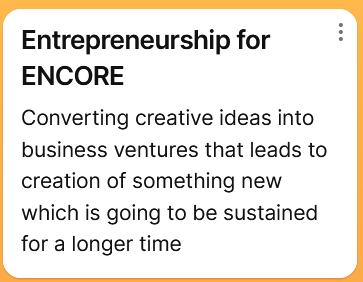 Entrepreneurship for
ENCORE
Converting creative ideas into
business ventures that leads to
creation of something new
which is going to be sustained
for a longer time